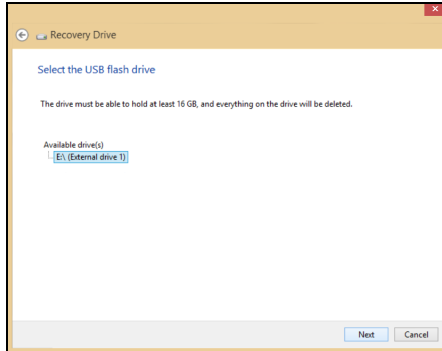 Recovery Drive
Select the USB flash drive
The drive must be able to hold at least 16 GB, and everything on the drive will be deleted.
Available drive(s)
E:\ (External drive 1)
Next Cancel